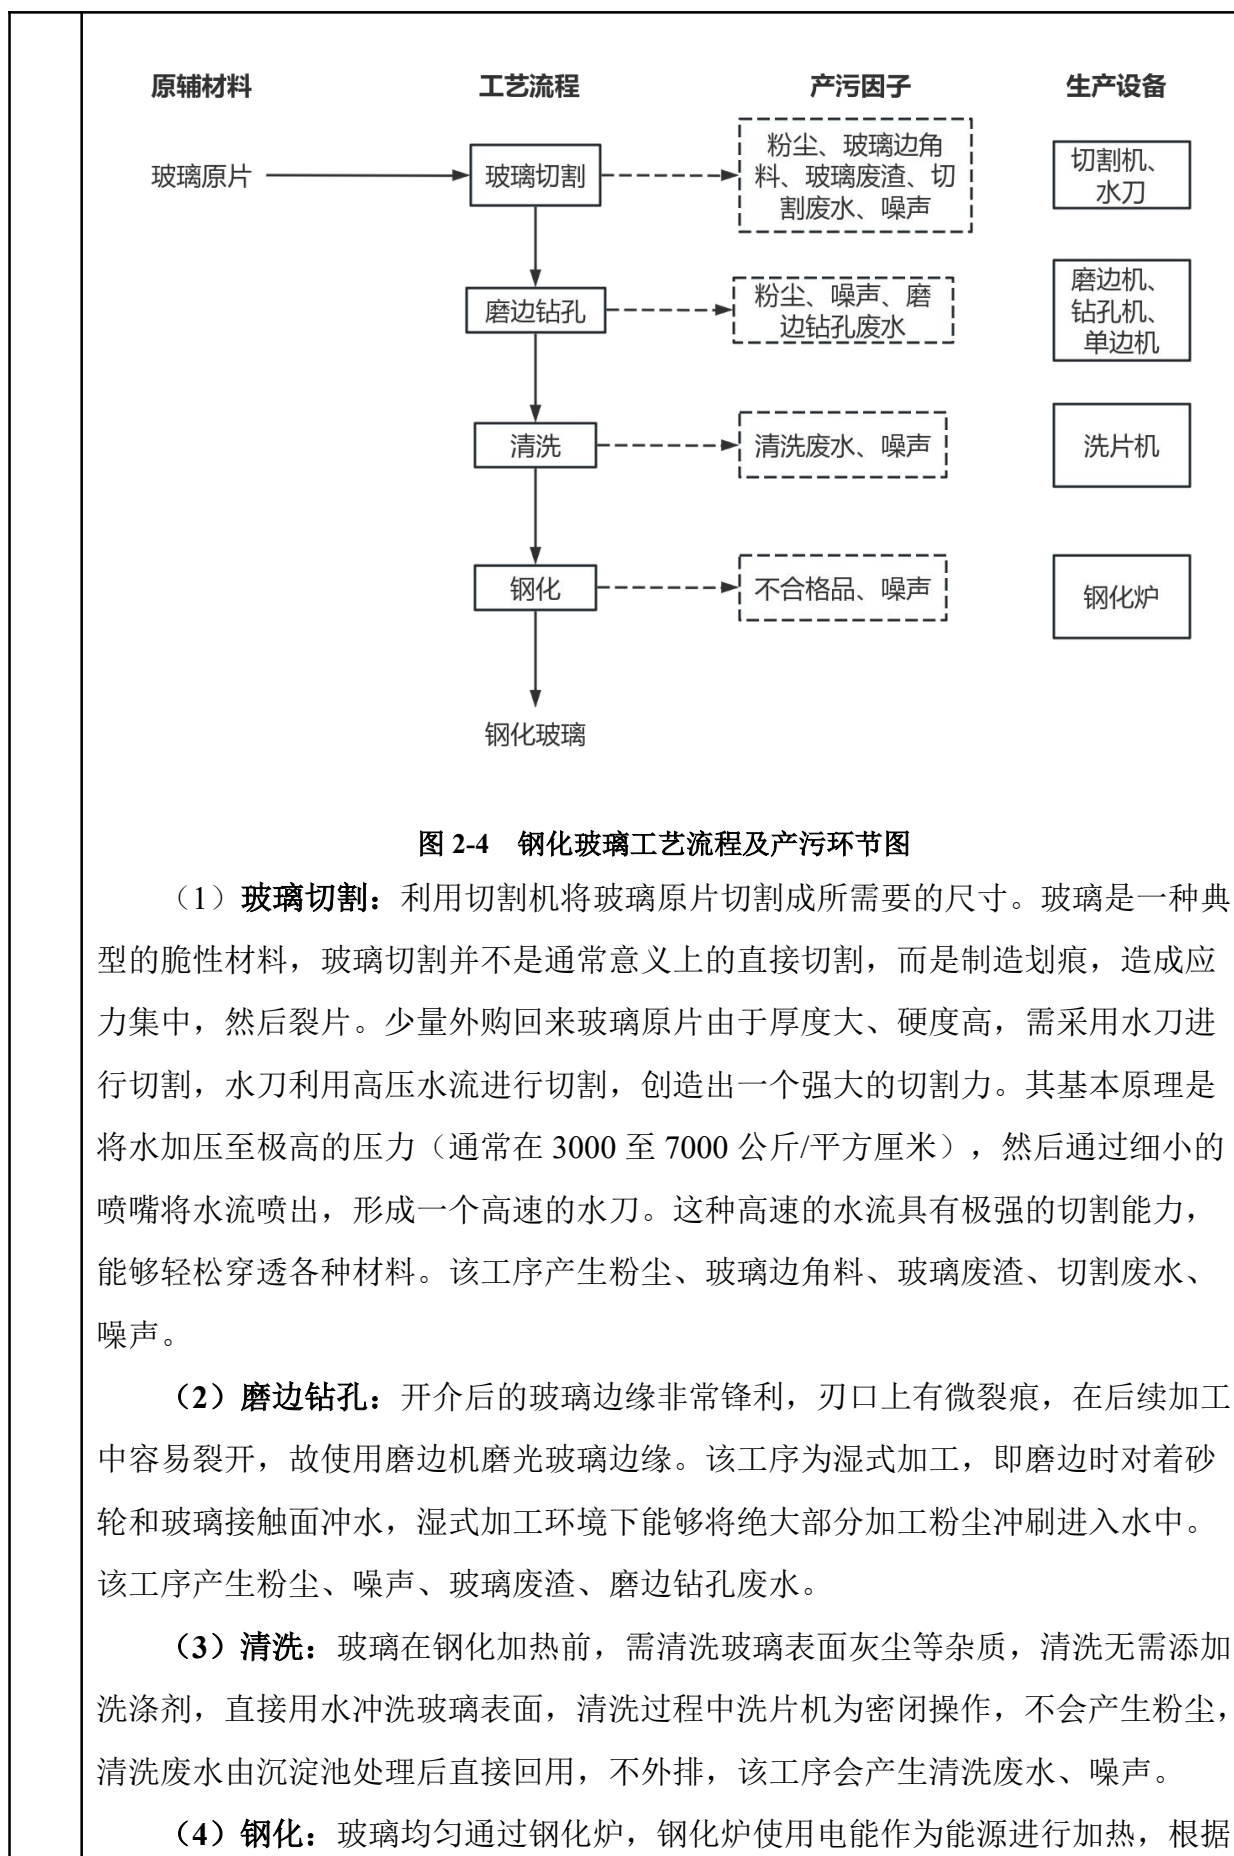 原辅材料 工艺流程 产污因子 生产设备
玻璃原片
玻璃切割
粉尘、玻璃边角
料、玻璃废渣、切
割废水、噪声
切割机、
水刀
磨边钻孔
粉尘、噪声、磨
边钻孔废水
磨边机、
钻孔机、
单边机
清洗
清洗废水、噪声
洗片机
钢化
不合格品、噪声
钢化炉
钢化玻璃
图 2-4 钢化玻璃工艺流程及产污环节图
（1）玻璃切割：利用切割机将玻璃原片切割成所需要的尺寸。玻璃是一种典
型的脆性材料，玻璃切割并不是通常意义上的直接切割，而是制造划痕，造成应
力集中，然后裂片。少量外购回来玻璃原片由于厚度大、硬度高，需采用水刀进
行切割，水刀利用高压水流进行切割，创造出一个强大的切割力。其基本原理是
将水加压至极高的压力（通常在 3000 至 7000 公斤/平方厘米），然后通过细小的
喷嘴将水流喷出，形成一个高速的水刀。这种高速的水流具有极强的切割能力，
能够轻松穿透各种材料。该工序产生粉尘、玻璃边角料、玻璃废渣、切割废水、
噪声。
（2）磨边钻孔：开介后的玻璃边缘非常锋利，刃口上有微裂痕，在后续加工
中容易裂开，故使用磨边机磨光玻璃边缘。该工序为湿式加工，即磨边时对着砂
轮和玻璃接触面冲水，湿式加工环境下能够将绝大部分加工粉尘冲刷进入水中。
该工序产生粉尘、噪声、玻璃废渣、磨边钻孔废水。
（3）清洗：玻璃在钢化加热前，需清洗玻璃表面灰尘等杂质，清洗无需添加
洗涤剂，直接用水冲洗玻璃表面，清洗过程中洗片机为密闭操作，不会产生粉尘，
清洗废水由沉淀池处理后直接回用，不外排，该工序会产生清洗废水、噪声。
（4）钢化：玻璃均匀通过钢化炉，钢化炉使用电能作为能源进行加热，根据